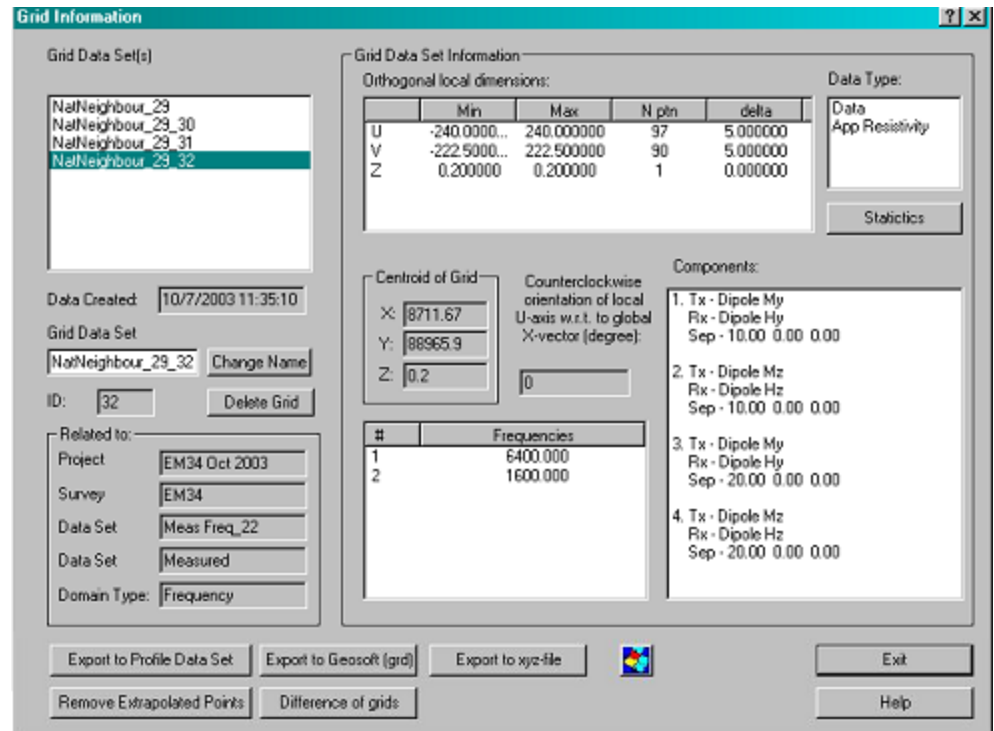 Grid Information
Grid Data Set(s)
NatNeighbour_29
NatNeighbour_29_30
NatNeighbour_29_31
NatNeighbour_29_32
Data Created: 10/7/2003 11:35:10
Grid Data Set
NatNeighbour_29_32 Change Name
ID: 32 Delete Grid
Related to:
Project EM34 Oct 2003
Survey EM34
Data Set Meas Freq_22
Data Set Measured
Domain Type: Frequency
Grid Data Set Information
Orthogonal local dimensions:
Min Max N ptn delta
U -240.0000... 240.000000 97 5.000000
V -222.5000... 222.500000 90 5.000000
Z 0.200000 0.200000 1 0.000000
Data Type:
Data
App Resistivity
Statictics
Centroid of Grid
X: 8711.67
Y: 88965.9
Z: 0.2
Counterclockwise
orientation of local
U-axis w.r.t. to global
X-vector (degree):
0
# Frequencies
1 6400.000
2 1600.000
Components:
1. Tx - Dipole My
Rx - Dipole Hy
Sep - 10.00 0.00 0.00
2. Tx - Dipole Mz
Rx - Dipole Hz
Sep - 10.00 0.00 0.00
3. Tx - Dipole My
Rx - Dipole Hy
Sep - 20.00 0.00 0.00
4. Tx - Dipole Mz
Rx - Dipole Hz
Sep - 20.00 0.00 0.00
Export to Profile Data Set Export to Geosoft (grd) Export to xyz-file Exit
Remove Extrapolated Points Difference of grids Help